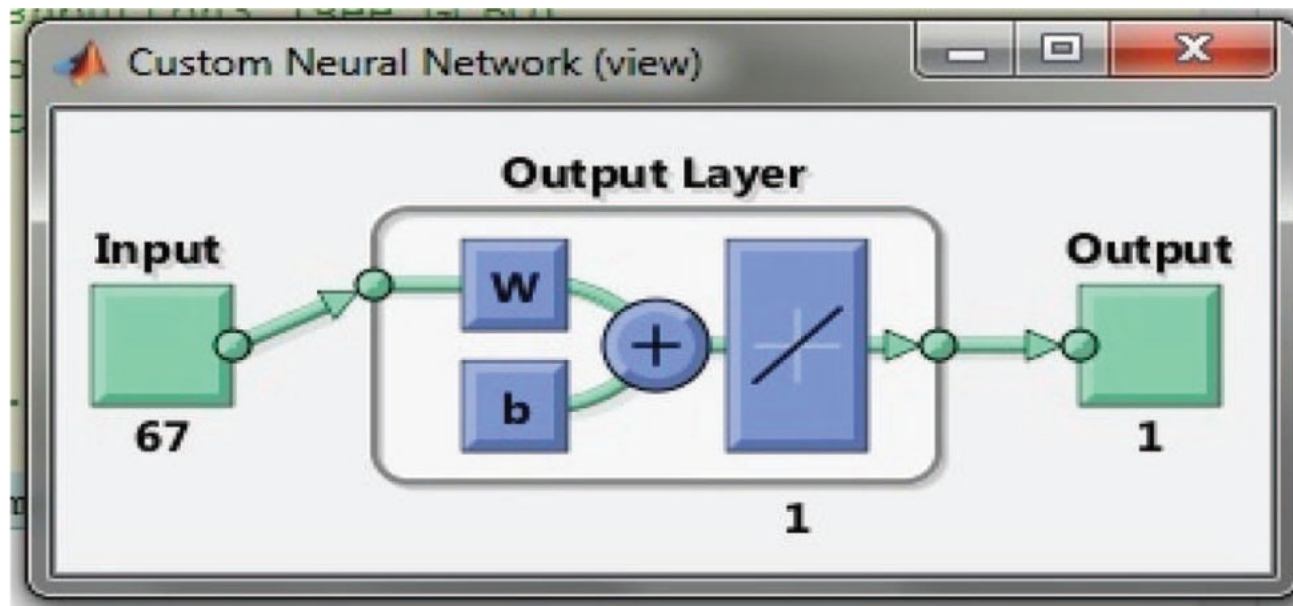 Custom Neural Network (view)
Output Layer
Input
Output
W
b
67
1
1